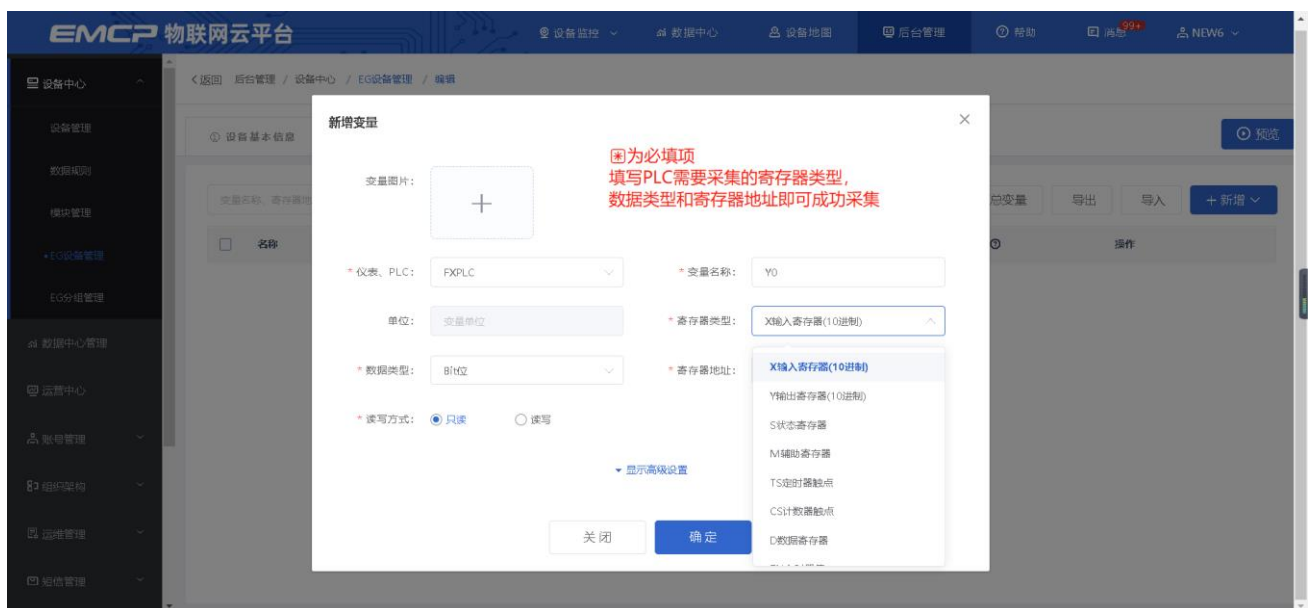 EMCP 物联网云平台
设备监控
数据中心
设备地图
后台管理
帮助
消息 99+
NEW6
设备中心
设备管理
数据规则
模块管理
•EG设备管理
EG分组管理
数据中心管理
运营中心
账号管理
组织架构
运维管理
短信管理
<返回 后台管理 / 设备中心 / EG设备管理 / 编辑
① 设备基本信息
预览
变量名称、寄存器地
总变量
导出
导入
+ 新增
名称
操作
新增变量
变量图片：
*为必填项
填写PLC需要采集的寄存器类型，
数据类型和寄存器地址即可成功采集
* 仪表、PLC： FXPLC
* 变量名称： Y0
单位： 变量单位
* 寄存器类型： X输入寄存器(10进制)
* 数据类型： Bit位
* 寄存器地址：
X输入寄存器(10进制)
Y输出寄存器(10进制)
S状态寄存器
M辅助寄存器
TS定时器触点
CS计数器触点
D数据寄存器
* 读写方式： 只读 读写
显示高级设置
关闭
确定